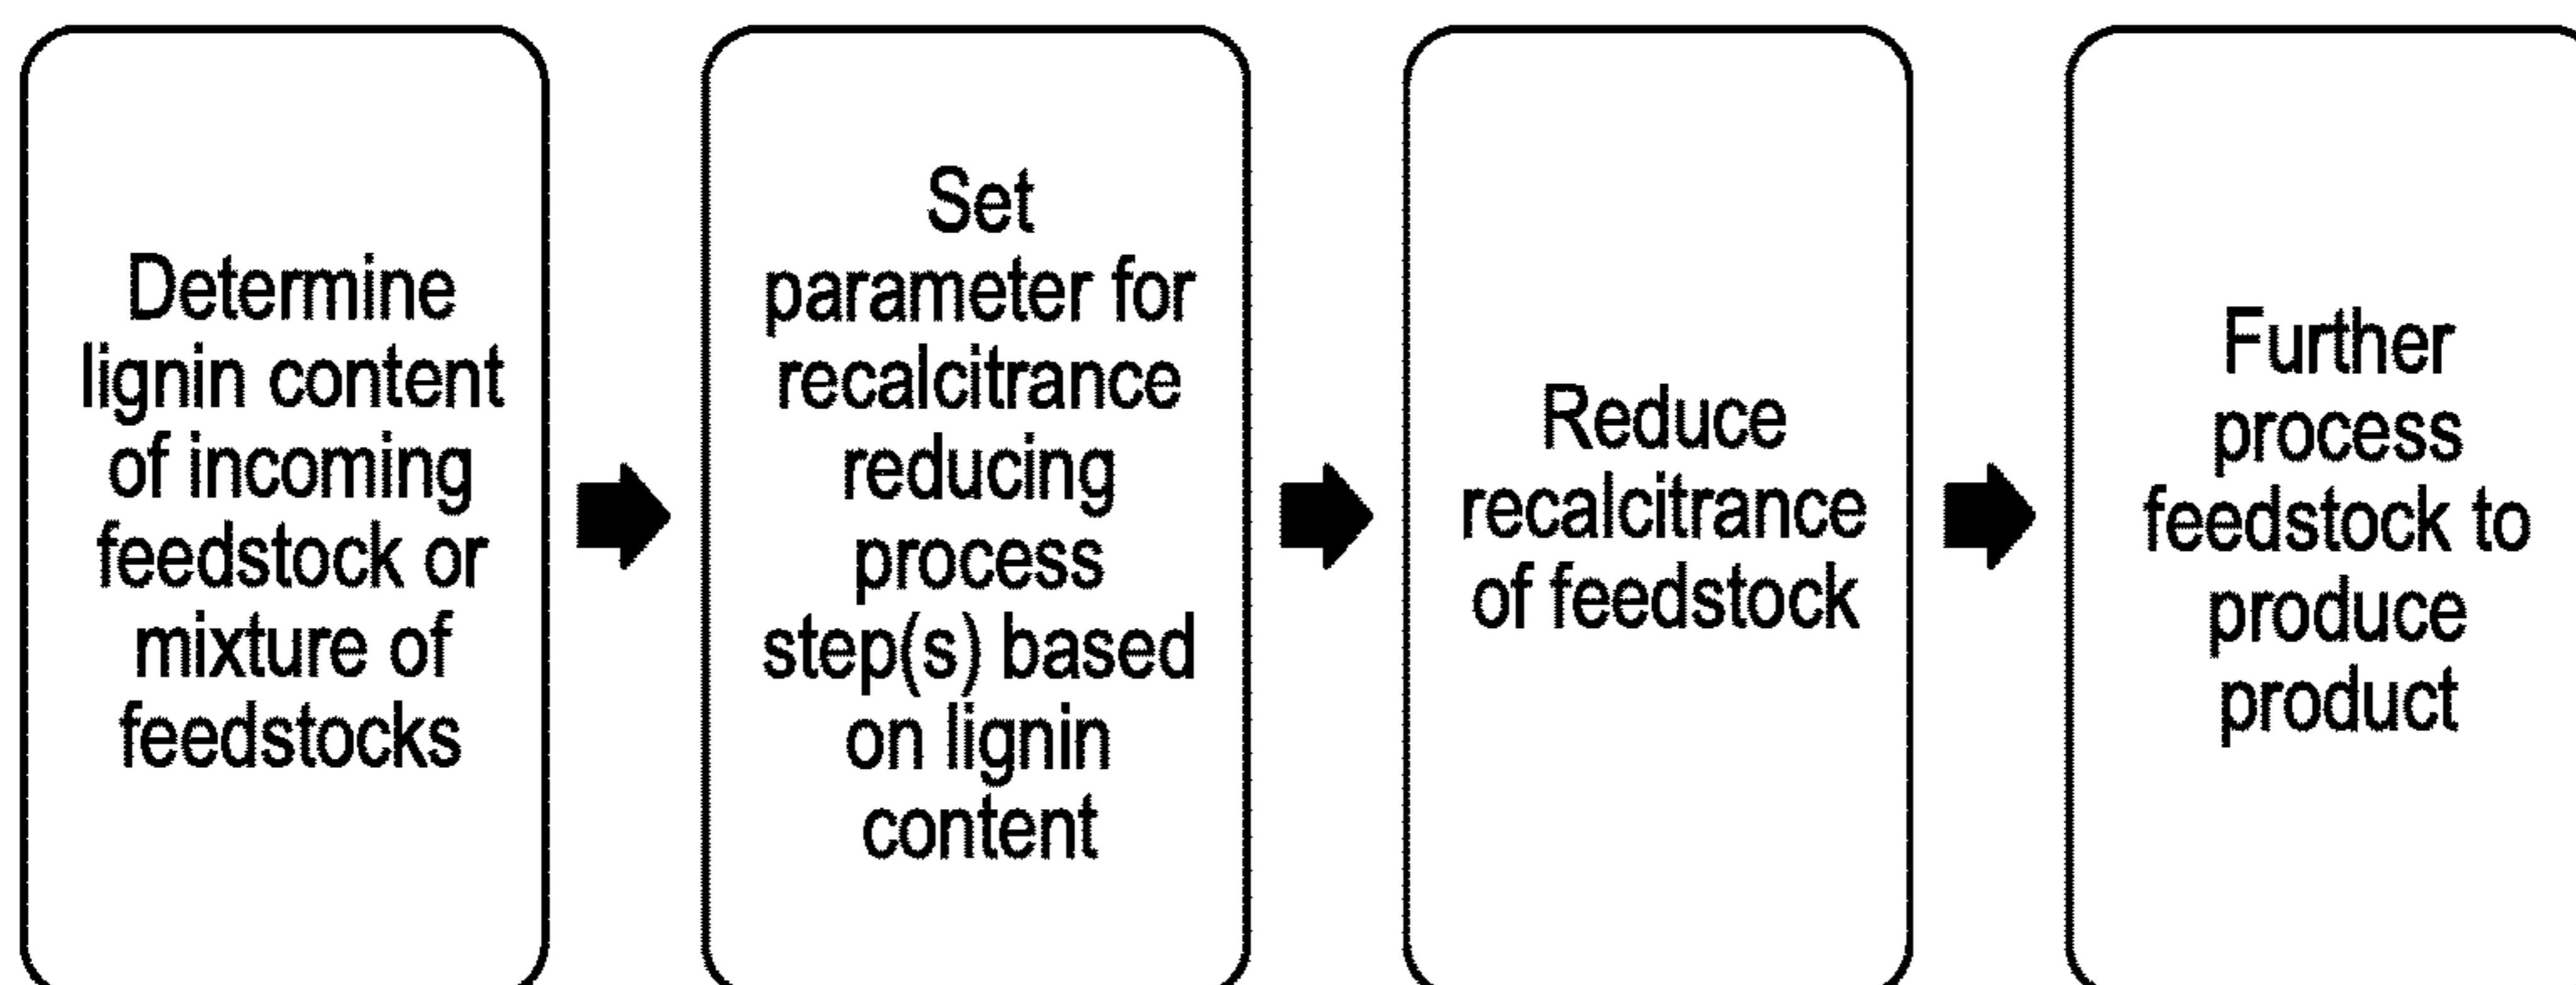 Determine
lignin content
of incoming
feedstock or
mixture of
feedstocks
Set
parameter for
recalcitrance
reducing
process
step(s) based
on lignin
content
Reduce
recalcitrance
of feedstock
Further
process
feedstock to
produce
product